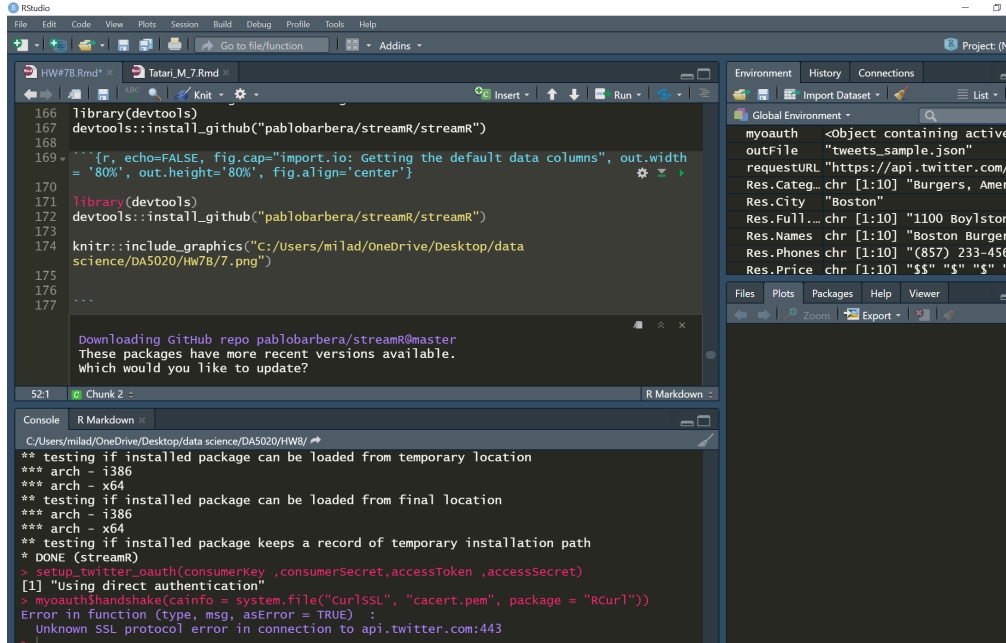 RStudio
File Edit Code View Plots Session Build Debug Profile Tools Help
Go to file/function Addins Project: (N
HW#7B.Rmd* Tatari_M_7.Rmd
ABC Knit Insert Run
166 library(devtools)
167 devtools::install_github("pablobarbera/streamR/streamR")
168
169 ```{r, echo=FALSE, fig.cap="import.io: Getting the default data columns", out.width
= '80%', out.height='80%', fig.align='center'}
170
171 library(devtools)
172 devtools::install_github("pablobarbera/streamR/streamR")
173
174 knitr::include_graphics("C:/Users/milad/OneDrive/Desktop/data
science/DA5020/HW7B/7.png")
175
176
177 ```
Downloading GitHub repo pablobarbera/streamR@master
These packages have more recent versions available.
Which would you like to update?
52:1 C Chunk 2 R Markdown
Console R Markdown
C:/Users/milad/OneDrive/Desktop/data science/DA5020/HW8/
** testing if installed package can be loaded from temporary location
*** arch - i386
*** arch - x64
** testing if installed package can be loaded from final location
*** arch - i386
*** arch - x64
** testing if installed package keeps a record of temporary installation path
* DONE (streamR)
> setup_twitter_oauth(consumerKey ,consumerSecret,accessToken ,accessSecret)
[1] "Using direct authentication"
> myoauth$handshake(cainfo = system.file("CurlSSL", "cacert.pem", package = "RCurl"))
Error in function (type, msg, asError = TRUE) :
Unknown SSL protocol error in connection to api.twitter.com:443
>
Environment History Connections
Import Dataset List
Global Environment
myoauth <Object containing active
outFile "tweets_sample.json"
requestURL "https://api.twitter.com/
Res.Categ… chr [1:10] "Burgers, Amer
Res.City "Boston"
Res.Full.… chr [1:10] "1100 Boylston
Res.Names chr [1:10] "Boston Burger
Res.Phones chr [1:10] "(857) 233-456
Res.Price chr [1:10] "$$" "$" "$"
Files Plots Packages Help Viewer
Zoom Export